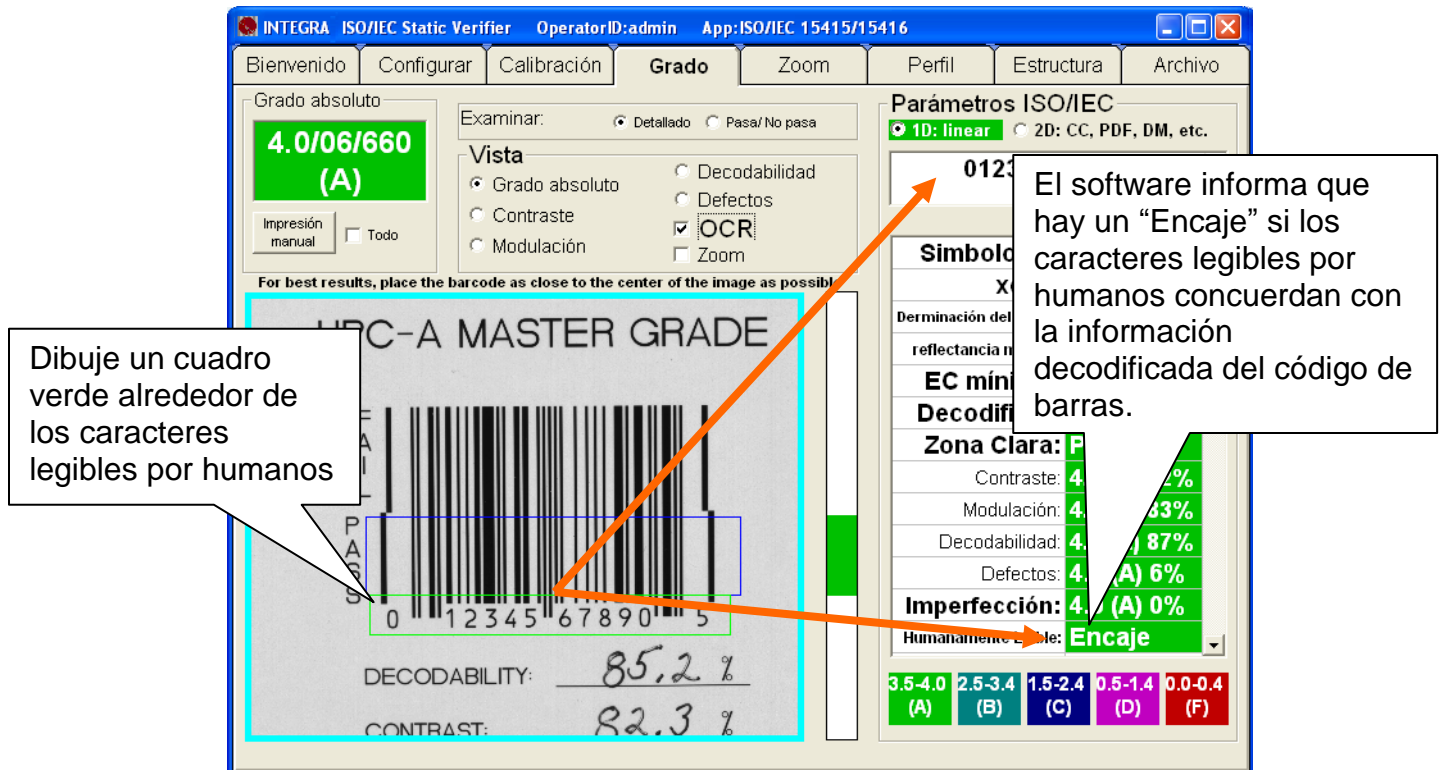 INTEGRA ISO/IEC Static Verifier OperatorID:admin App:ISO/IEC 15415/15416
Bienvenido Configurar Calibración Grado Zoom Perfil Estructura Archivo
Grado absoluto
4.0/06/660
(A)
Impresión
manual
Todo
Examinar: Detallado Pasa/ No pasa
Vista
Grado absoluto
Contraste
Modulación
Decodabilidad
Defectos
OCR
Zoom
Parámetros ISO/IEC
1D: linear 2D: CC, PDF, DM, etc.
El software informa que
hay un “Encaje” si los
caracteres legibles por
humanos concuerdan con
la información
decodificada del código de
barras.
For best results, place the barcode as close to the center of the image as possible
Dibuje un cuadro
verde alrededor de
los caracteres
legibles por humanos
MASTER GRADE
PASS
0 12345 67890 5
DECODABILITY: 85.2 %
CONTRAST: 82.3 %
Zona Clara:
Contraste:
Modulación:
Decodabilidad: 87%
Defectos: (A) 6%
Imperfección: (A) 0%
Encaje
3.5-4.0 2.5-3.4 1.5-2.4 0.5-1.4 0.0-0.4
(A) (B) (C) (D) (F)